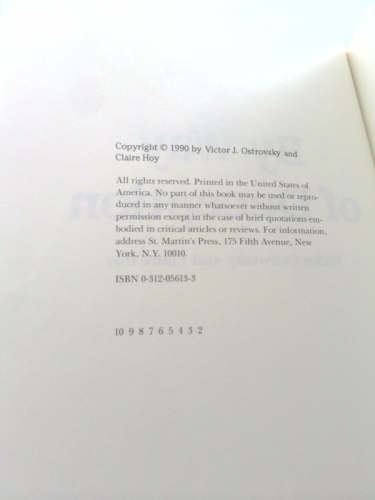 Copyright © 1990 by Victor J. Ostrovsky and
Claire Hoy
All rights reserved. Printed in the United States of
America. No part of this book may be used or repro-
duced in any manner whatsoever without written
permission except in the case of brief quotations em-
bodied in critical articles or reviews. For information,
address St. Martin's Press, 175 Fifth Avenue, New
York, N.Y. 10010.
ISBN 0-312-05613-3
10 9 8 7 6 5 4 3 2